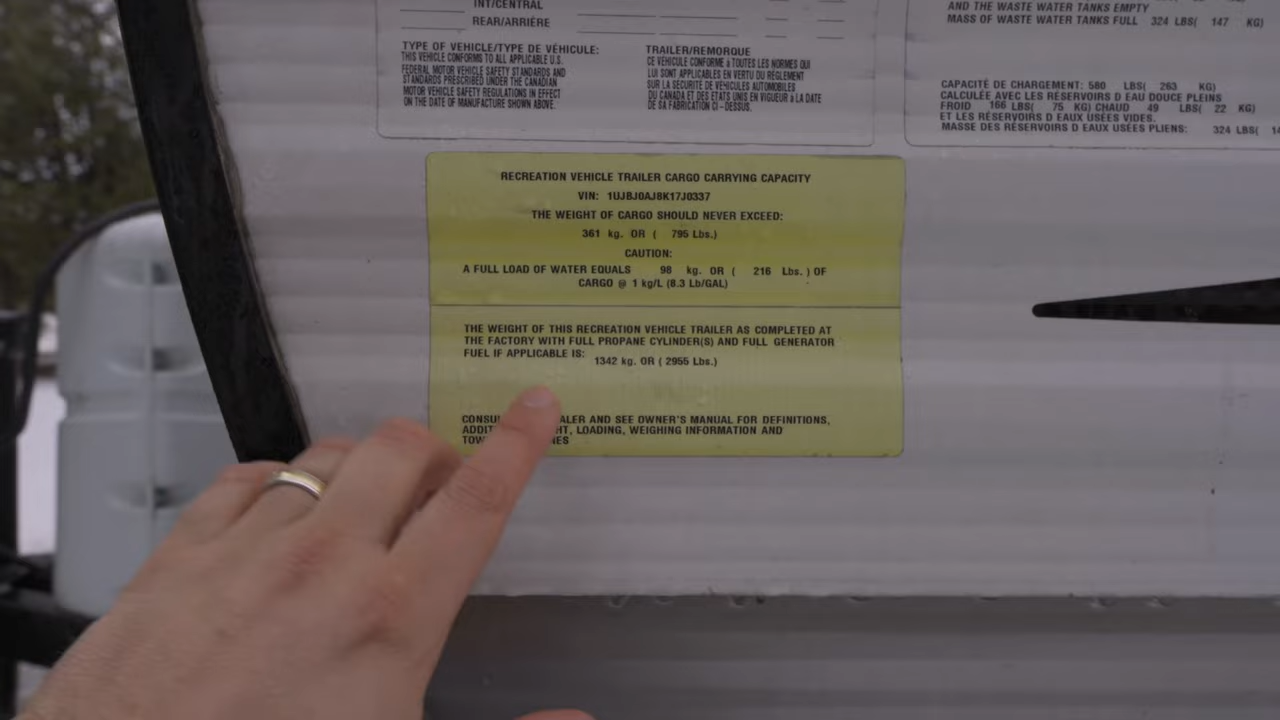 INT/CENTRAL
REAR/ARRIÈRE
TYPE OF VEHICLE/TYPE DE VÉHICULE:
THIS VEHICLE CONFORMS TO ALL APPLICABLE U.S.
FEDERAL MOTOR VEHICLE SAFETY STANDARDS AND
STANDARDS PRESCRIBED UNDER THE CANADIAN
MOTOR VEHICLE SAFETY REGULATIONS IN EFFECT
ON THE DATE OF MANUFACTURE SHOWN ABOVE.
TRAILER/REMORQUE
CE VÉHICULE CONFORME à TOUTES LES NORMES QUI
LUI SONT APPLICABLES EN VERTU DU RÈGLEMENT
SUR LA SÉCURITÉ DE VÉHICULES AUTOMOBILES
DU CANADA ET DES ÉTATS UNIS EN VIGUEUR à LA DATE
DE SA FABRICATION CI-DESSUS.
AND THE WASTE WATER TANKS EMPTY
MASS OF WASTE WATER TANKS FULL 324 LBS( 147 KG)
CAPACITÉ DE CHARGEMENT: 580 LBS( 263 KG)
CALCULÉE AVEC LES RÉSERVOIRS D EAU DOUCE PLEINS
FROID 166 LBS( 75 KG) CHAUD 49 LBS( 22 KG)
ET LES RÉSERVOIRS D EAUX USÉES VIDES.
MASSE DES RÉSERVOIRS D EAUX USÉES PLIENS: 324 LBS(
RECREATION VEHICLE TRAILER CARGO CARRYING CAPACITY
VIN: 1UJBJ0AJ8K17J0337
THE WEIGHT OF CARGO SHOULD NEVER EXCEED:
361 kg. OR ( 795 Lbs.)
CAUTION:
A FULL LOAD OF WATER EQUALS 98 kg. OR ( 216 Lbs. ) OF
CARGO @ 1 kg/L (8.3 Lb/GAL)
THE WEIGHT OF THIS RECREATION VEHICLE TRAILER AS COMPLETED AT
THE FACTORY WITH FULL PROPANE CYLINDER(S) AND FULL GENERATOR
FUEL IF APPLICABLE IS: 1342 kg. OR ( 2955 Lbs.)
AND SEE OWNER'S MANUAL FOR DEFINITIONS,
LOADING, WEIGHING INFORMATION AND